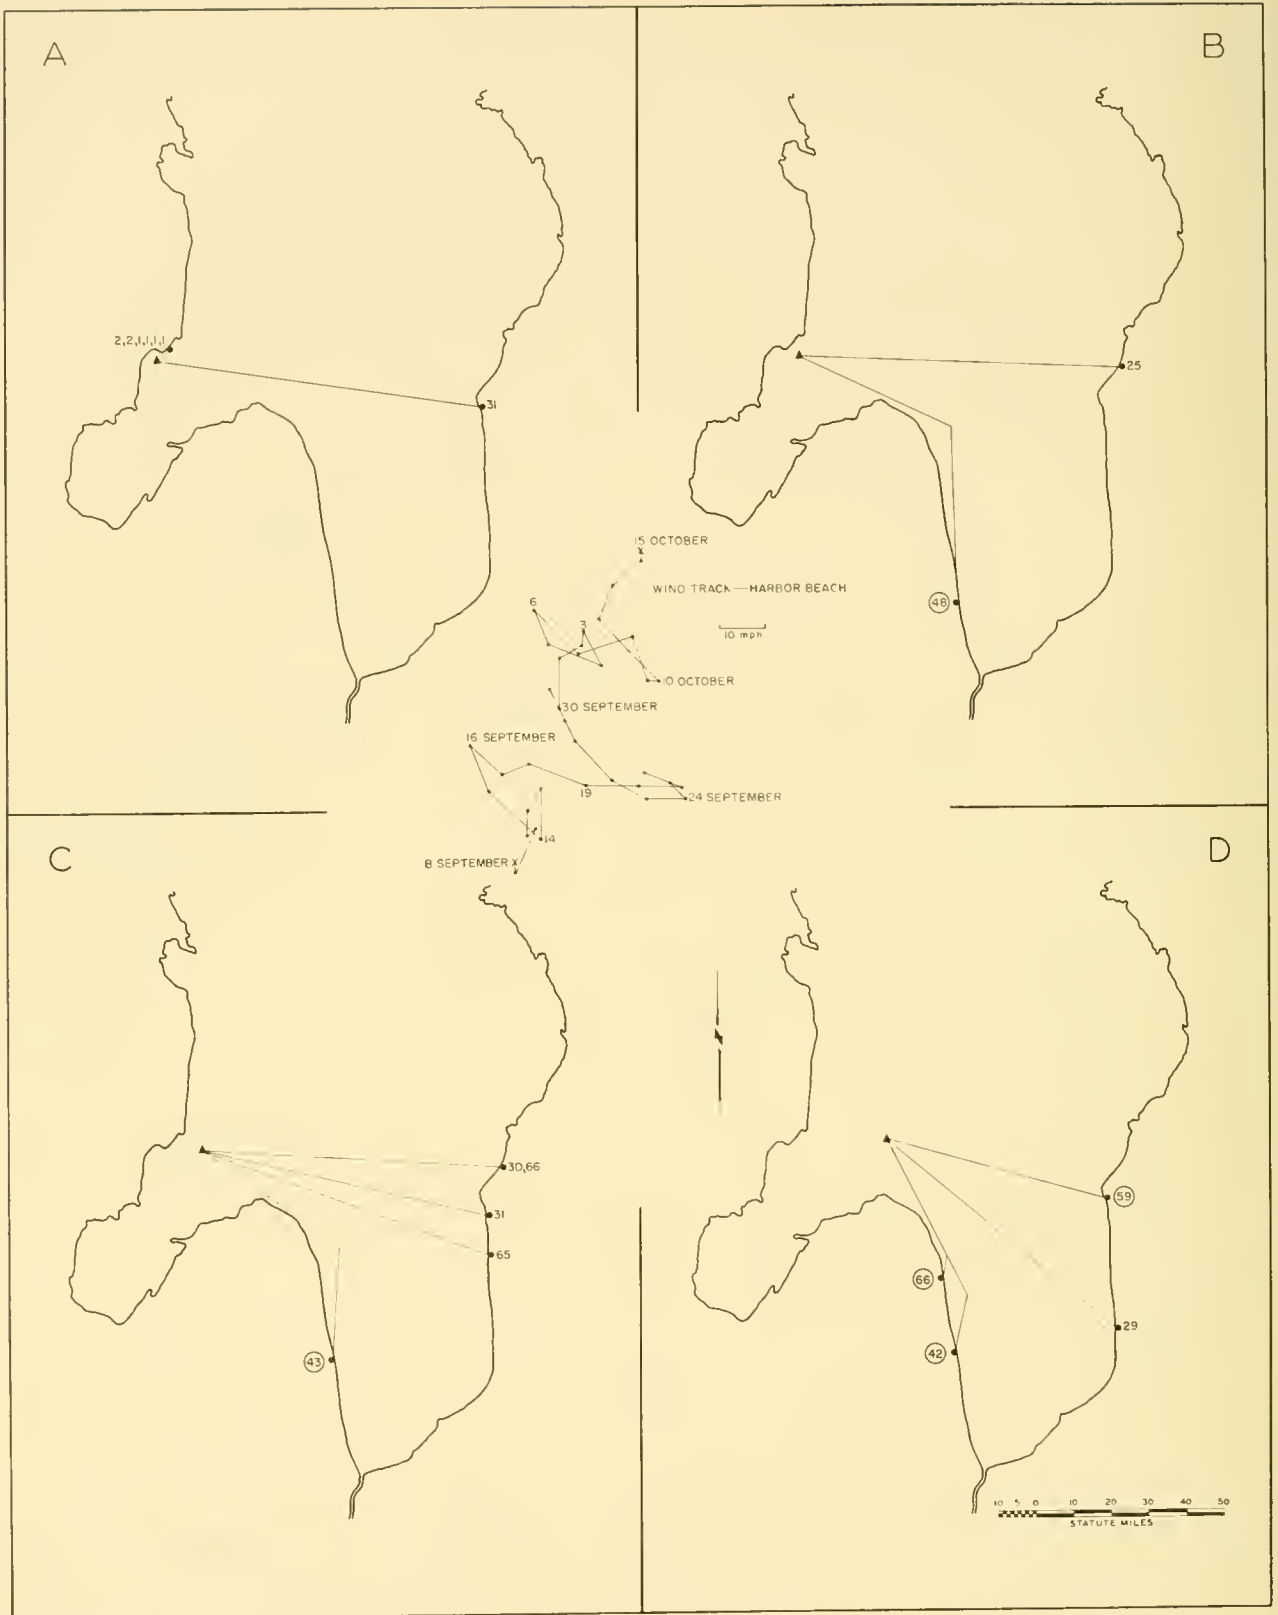 A
B
2,2,1,1,1,1
31
25
48
15 OCTOBER
WIND TRACK—HARBOR BEACH
10 mph
6
3
10 OCTOBER
30 SEPTEMBER
16 SEPTEMBER
19
24 SEPTEMBER
14
8 SEPTEMBER
C
D
30,66
31
65
43
59
66
29
42
10 5 0 10 20 30 40 50
STATUTE MILES